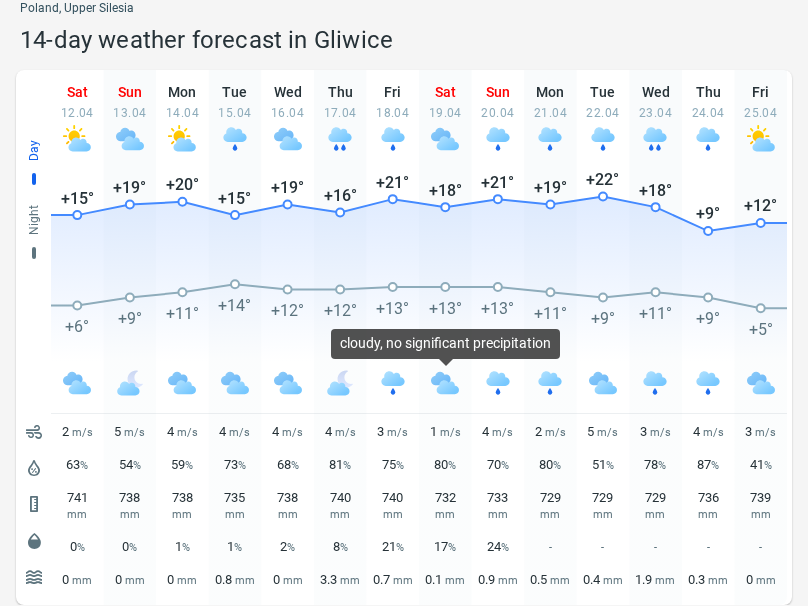 Poland, Upper Silesia
14-day weather forecast in Gliwice
Sat Sun Mon Tue Wed Thu Fri Sat Sun Mon Tue Wed Thu Fri
12.04 13.04 14.04 15.04 16.04 17.04 18.04 19.04 20.04 21.04 22.04 23.04 24.04 25.04
Day
+15° +19° +20° +15° +19° +16° +21° +18° +21° +19° +22° +18° +9° +12°
Night
+6° +9° +11° +14° +12° +12° +13° +13° +13° +11° +9° +11° +9° +5°
cloudy, no significant precipitation
2 m/s 5 m/s 4 m/s 4 m/s 4 m/s 4 m/s 3 m/s 1 m/s 4 m/s 2 m/s 5 m/s 3 m/s 4 m/s 3 m/s
63% 54% 59% 73% 68% 81% 75% 80% 70% 80% 51% 78% 87% 41%
741 738 738 735 738 740 740 732 733 729 729 729 736 739
mm mm mm mm mm mm mm mm mm mm mm mm mm mm
0% 0% 1% 1% 2% 8% 21% 17% 24% - - - - -
0 mm 0 mm 0 mm 0.8 mm 0 mm 3.3 mm 0.7 mm 0.1 mm 0.9 mm 0.5 mm 0.4 mm 1.9 mm 0.3 mm 0 mm